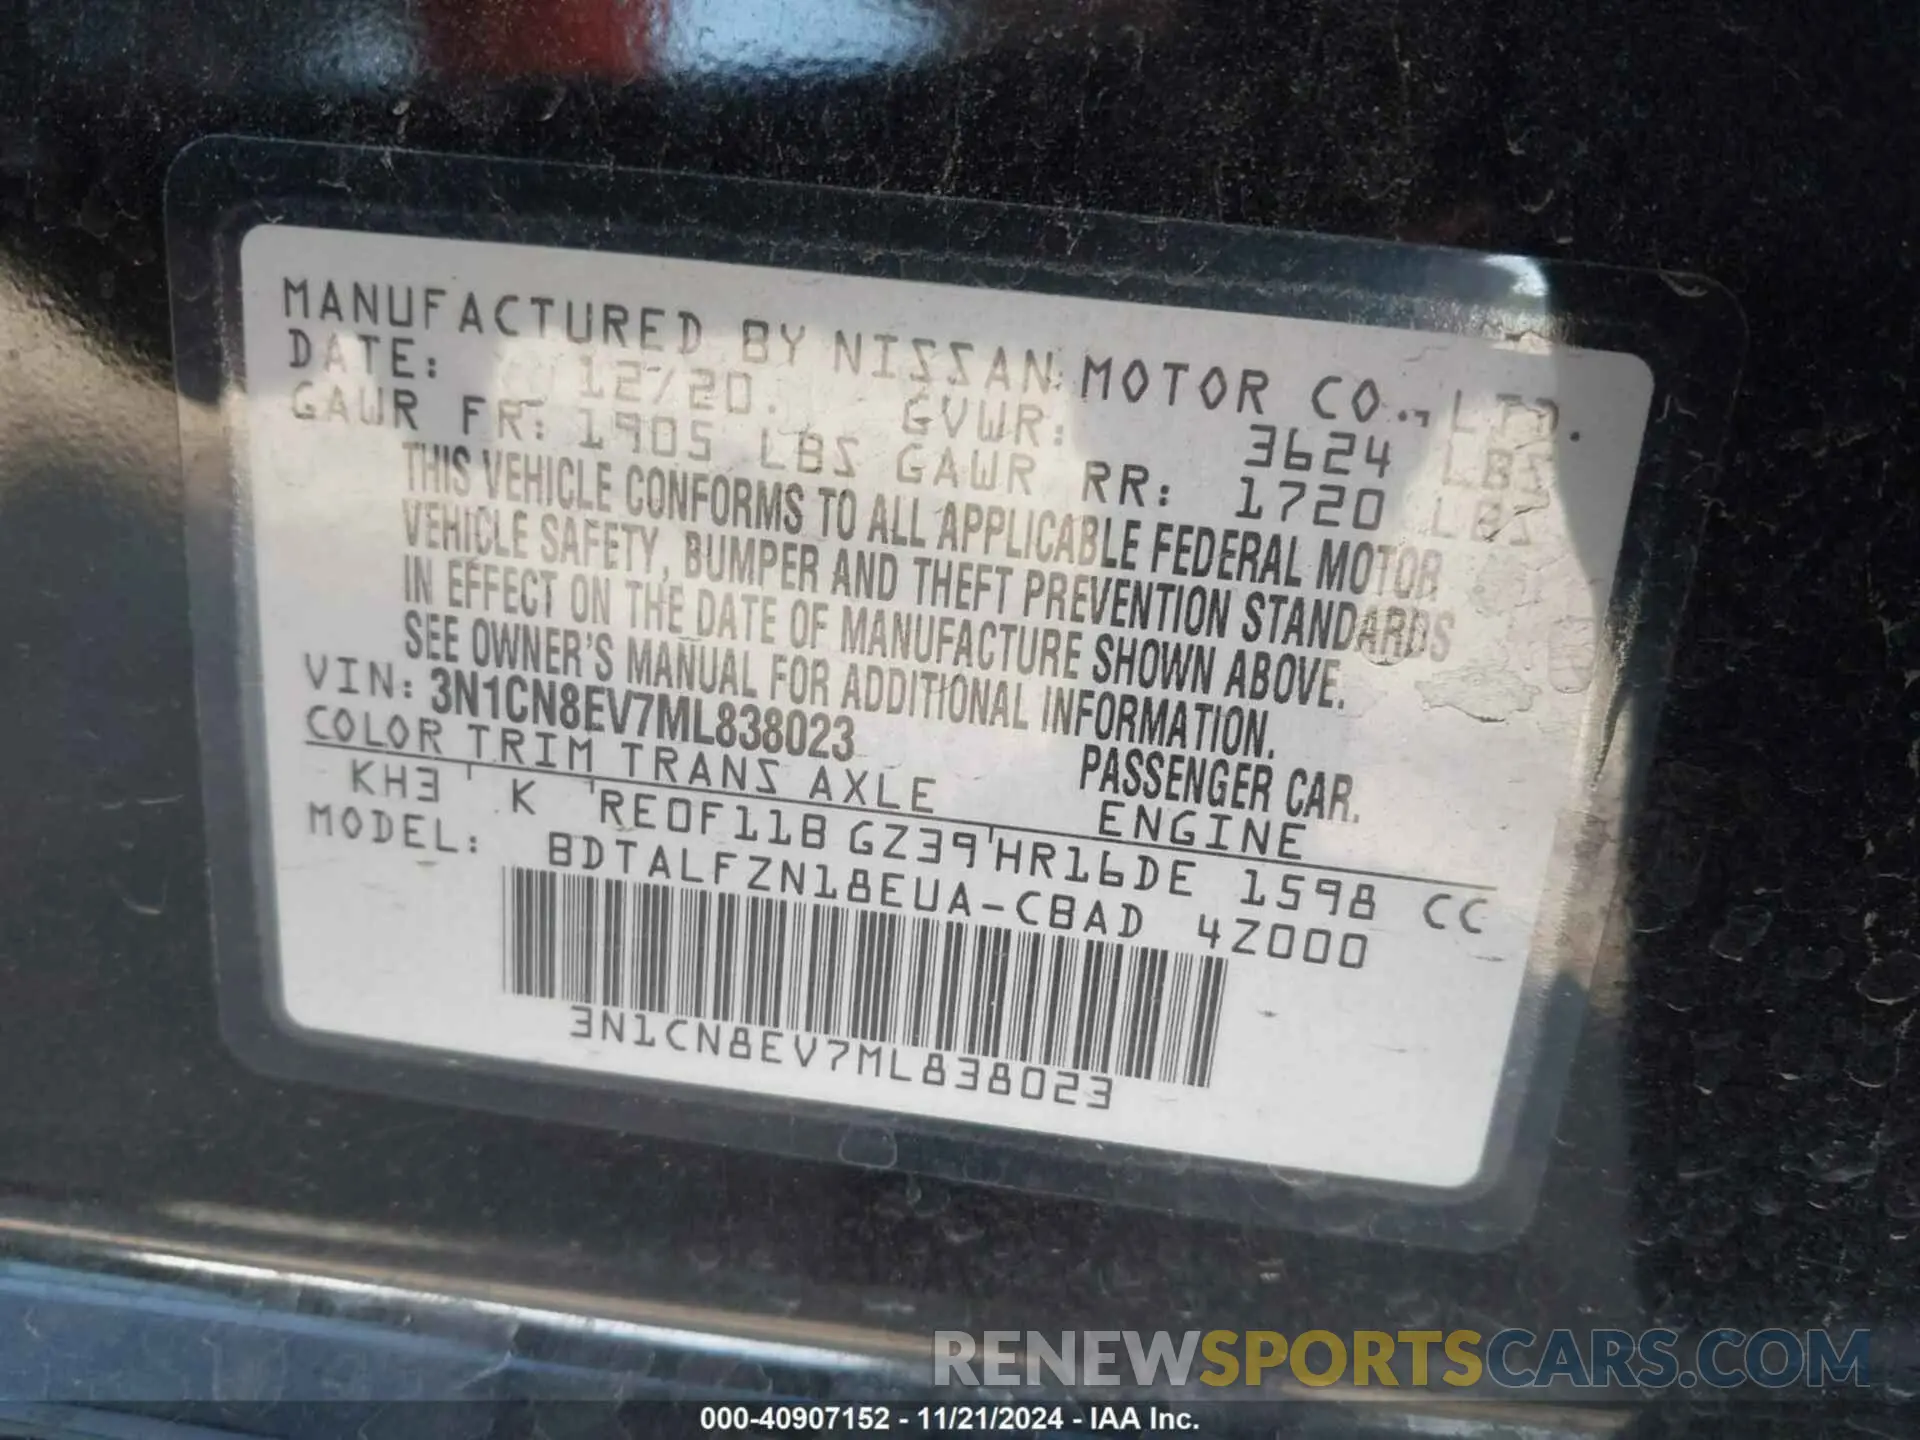 MANUFACTURED BY NISSAN MOTOR CO., LTD.
DATE: 12/20. GVWR: 3624 LBS
GAWR FR: 1905 LBS GAWR RR: 1720 LBS
THIS VEHICLE CONFORMS TO ALL APPLICABLE FEDERAL MOTOR
VEHICLE SAFETY, BUMPER AND THEFT PREVENTION STANDARDS
IN EFFECT ON THE DATE OF MANUFACTURE SHOWN ABOVE.
SEE OWNER'S MANUAL FOR ADDITIONAL INFORMATION.
VIN: 3N1CN8EV7ML838023 PASSENGER CAR.
COLOR TRIM TRANS AXLE ENGINE
KH3 ' K ' RE0F11B GZ39 ' HR16DE 1598 CC
MODEL: BDTALFZN18EUA-CBAD 4Z000
3N1CN8EV7ML838023
RENEWSPORTSCARS.COM
000-40907152 - 11/21/2024 - IAA Inc.